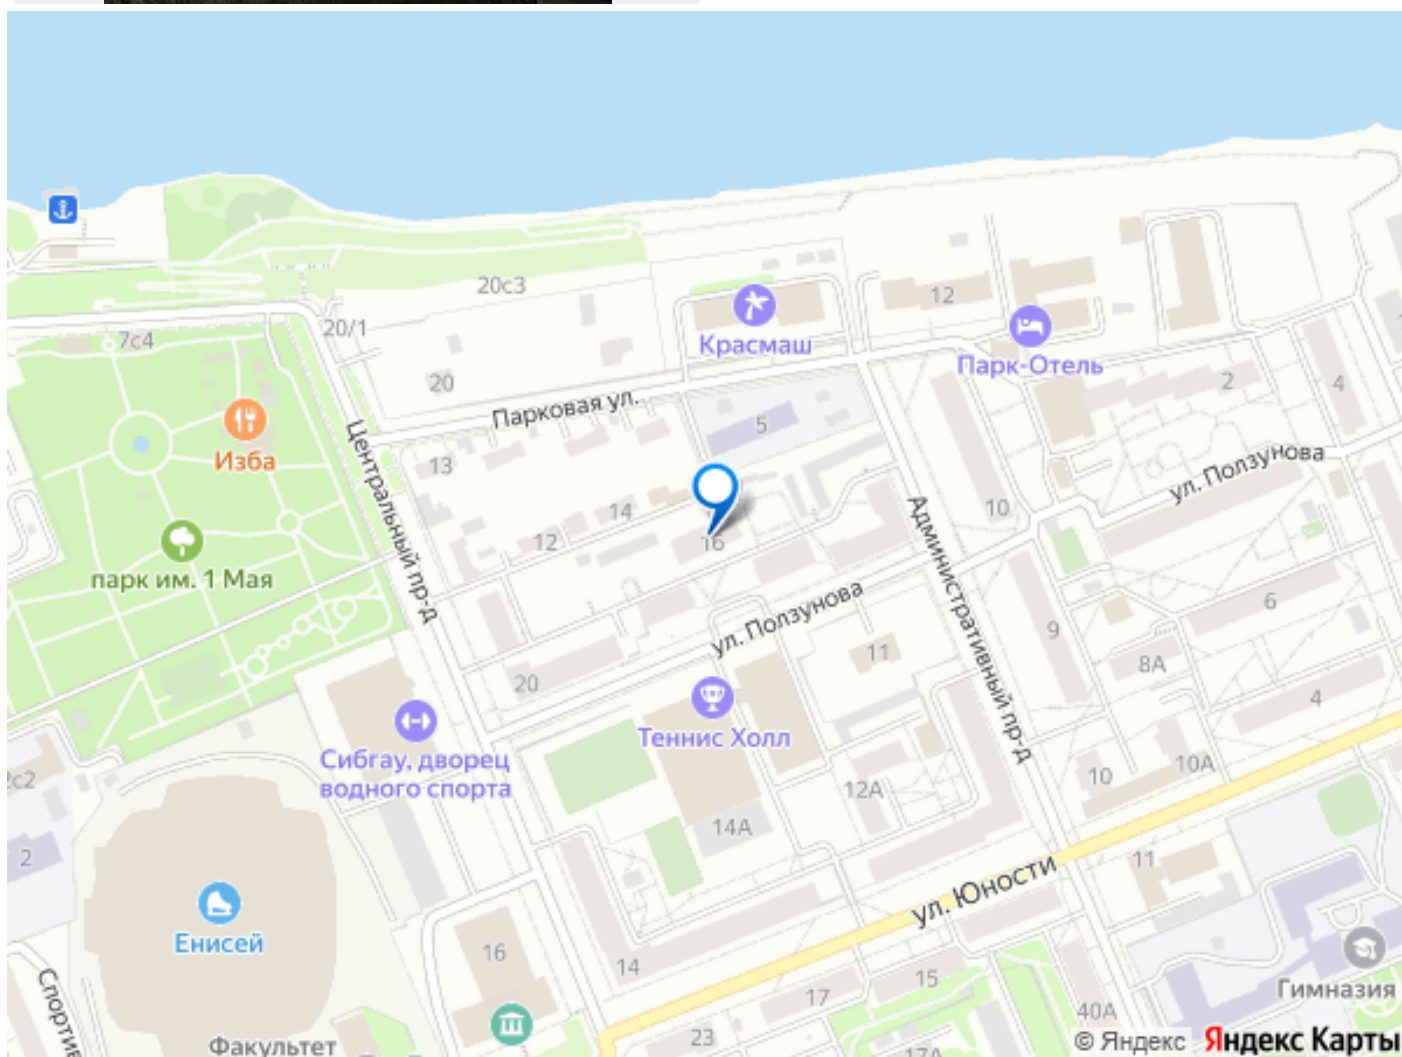 20с3
12
20/1
7с4
Красмаш
Парк-Отель
20
2
4
Парковая ул.
5
Изба
13
Центральный пр-д
ул. Ползунова
10
14
12
16
Административный пр-д
парк им. 1 Мая
ул. Ползунова
6
9
11
8А
20
4
Теннис Холл
Сибгау, дворец
водного спорта
10
10А
12А
14А
2
11
ул. Юности
Енисей
16
14
15
17
Гимназия
Спортив
40А
23
17А
Факультет
© Яндекс Яндекс Карты